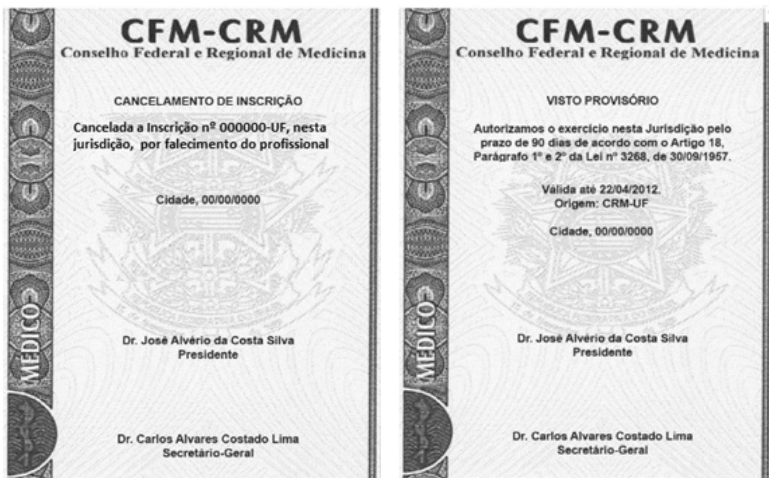 CFM-CRM
Conselho Federal e Regional de Medicina
CANCELAMENTO DE INSCRIÇÃO
Cancelada a Inscrição nº 000000-UF, nesta
jurisdição, por falecimento do profissional
Cidade, 00/00/0000
Dr. José Alvério da Costa Silva
Presidente
Dr. Carlos Alvares Costado Lima
Secretário-Geral
MÉDICO
CFM-CRM
Conselho Federal e Regional de Medicina
VISTO PROVISÓRIO
Autorizamos o exercício nesta Jurisdição pelo
prazo de 90 dias de acordo com o Artigo 18,
Parágrafo 1º e 2º da Lei nº 3268, de 30/09/1957.
Válida até 22/04/2012.
Origem: CRM-UF
Cidade, 00/00/0000
Dr. José Alvério da Costa Silva
Presidente
Dr. Carlos Alvares Costado Lima
Secretário-Geral
MÉDICO